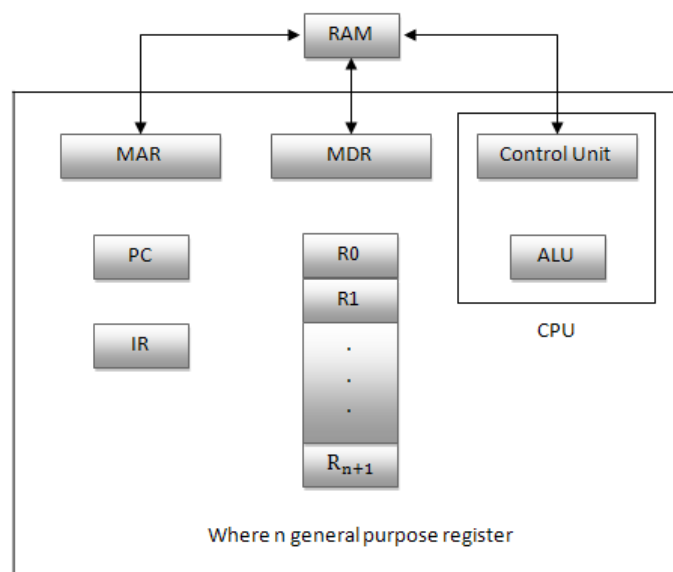 RAM
MAR
MDR
Control Unit
PC
R0
ALU
R1
CPU
IR
.
.
.
Rₙ₊₁
Where n general purpose register